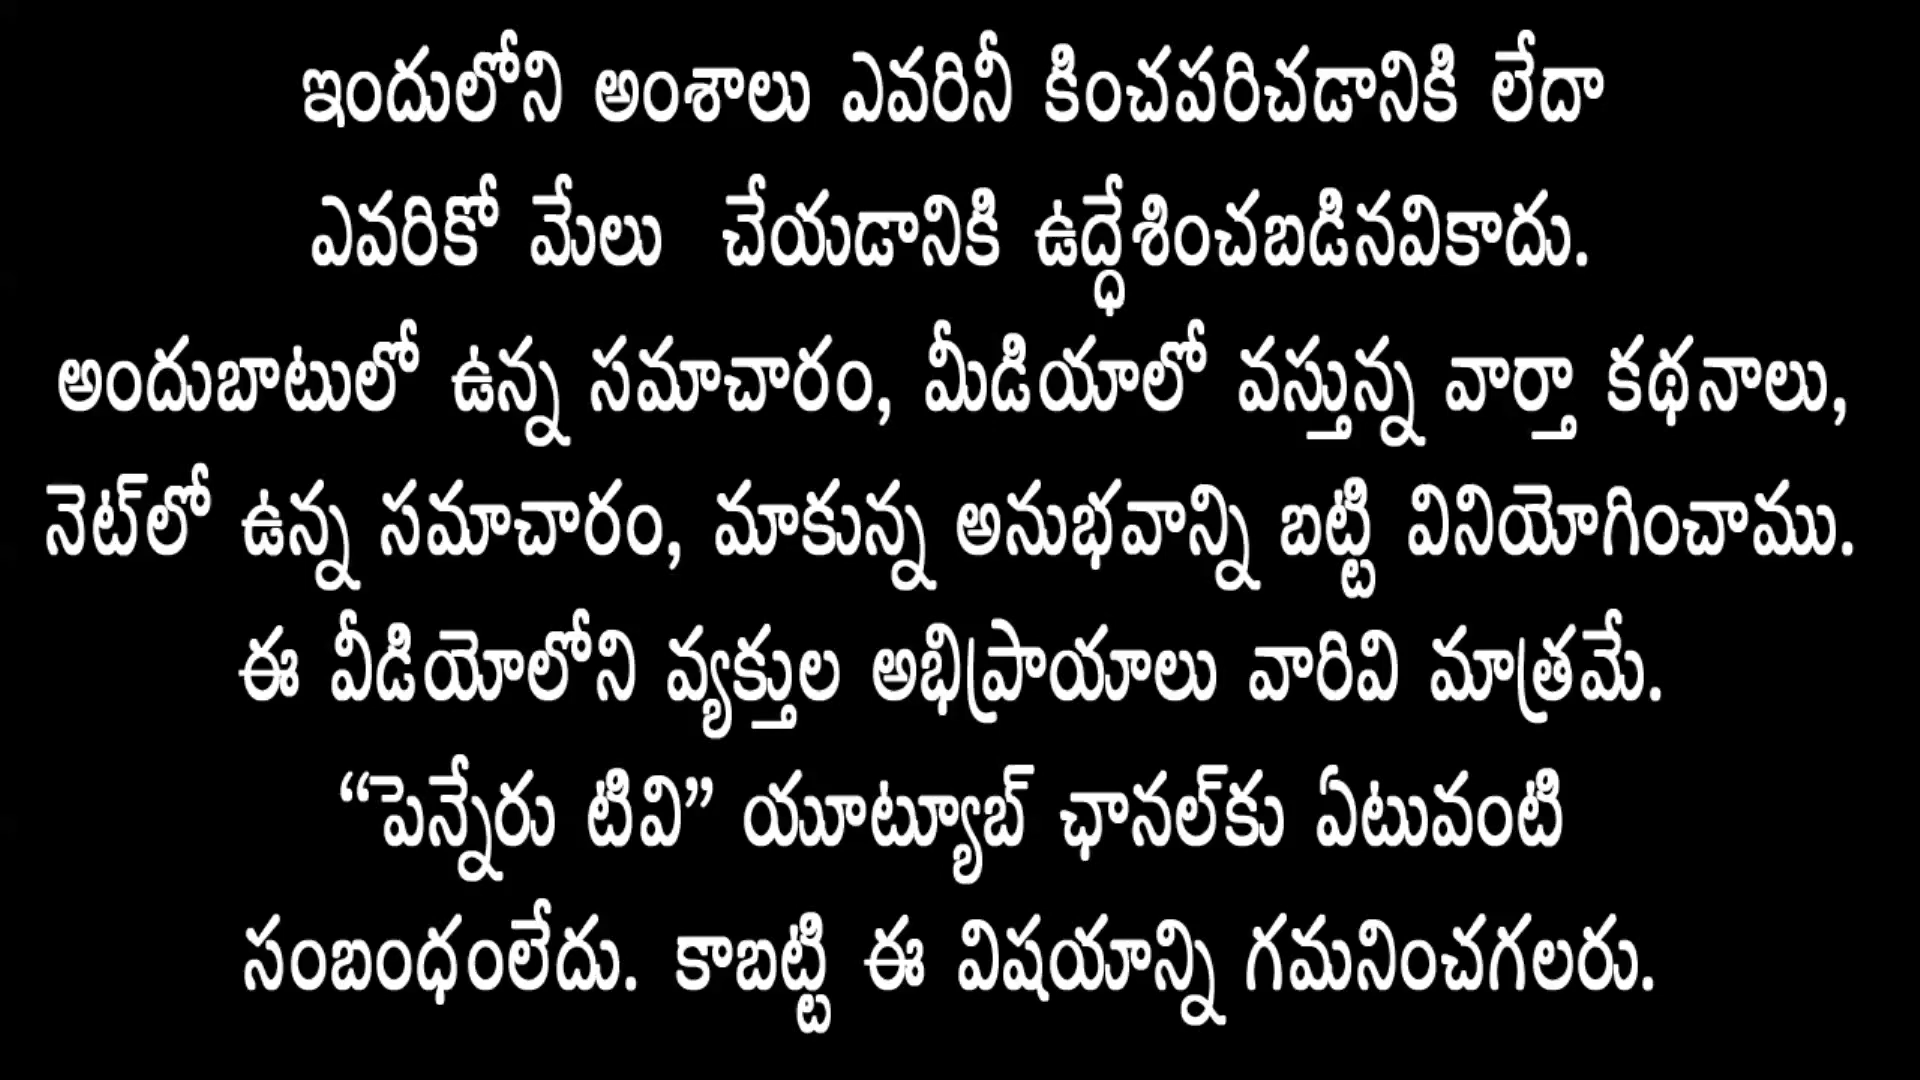 ఇందులోని అంశాలు ఎవరినీ కించపరిచడానికి లేదా
ఎవరికో మేలు చేయడానికి ఉద్ధేశించబడినవికాదు.
అందుబాటులో ఉన్న సమాచారం, మీడియాలో వస్తున్న వార్తా కథనాలు,
నెట్‌లో ఉన్న సమాచారం, మాకున్న అనుభవాన్ని బట్టి వినియోగించాము.
ఈ వీడియోలోని వ్యక్తుల అభిప్రాయాలు వారివి మాత్రమే.
“పెన్నేరు టివి” యూట్యూబ్ ఛానల్‌కు ఏటువంటి
సంబంధంలేదు. కాబట్టి ఈ విషయాన్ని గమనించగలరు.